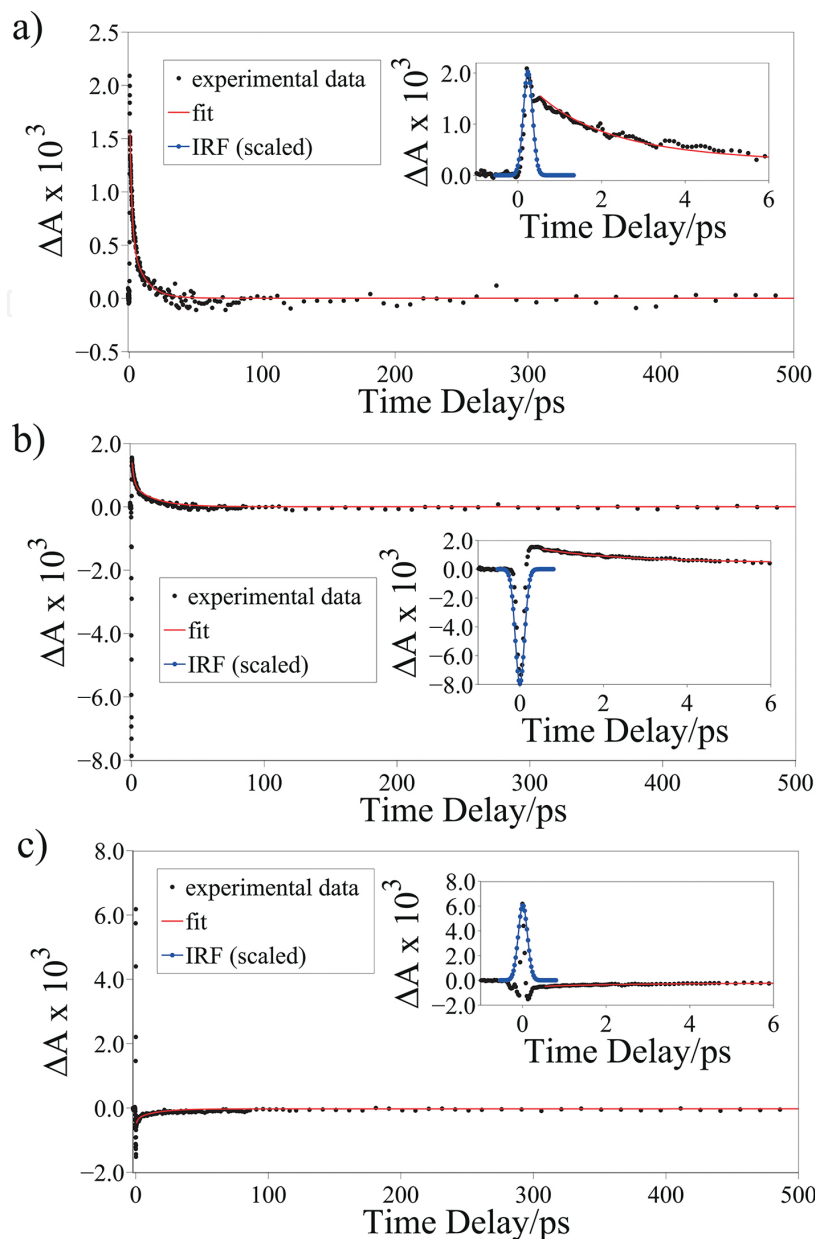 a)
2.5
2.0
1.5
1.0
0.5
0.0
−0.5
ΔA x 10³
experimental data
fit
IRF (scaled)
2.0
1.0
0.0
ΔA x 10³
0 2 4 6
Time Delay/ps
0 100 200 300 400 500
Time Delay/ps
b)
2.0
0.0
−2.0
−4.0
−6.0
−8.0
ΔA x 10³
experimental data
fit
IRF (scaled)
2.0
0.0
−2.0
−4.0
−6.0
−8.0
ΔA x 10³
0 2 4 6
Time Delay/ps
0 100 200 300 400 500
Time Delay/ps
c)
8.0
6.0
4.0
2.0
0.0
−2.0
ΔA x 10³
experimental data
fit
IRF (scaled)
8.0
6.0
4.0
2.0
0.0
−2.0
ΔA x 10³
0 2 4 6
Time Delay/ps
0 100 200 300 400 500
Time Delay/ps